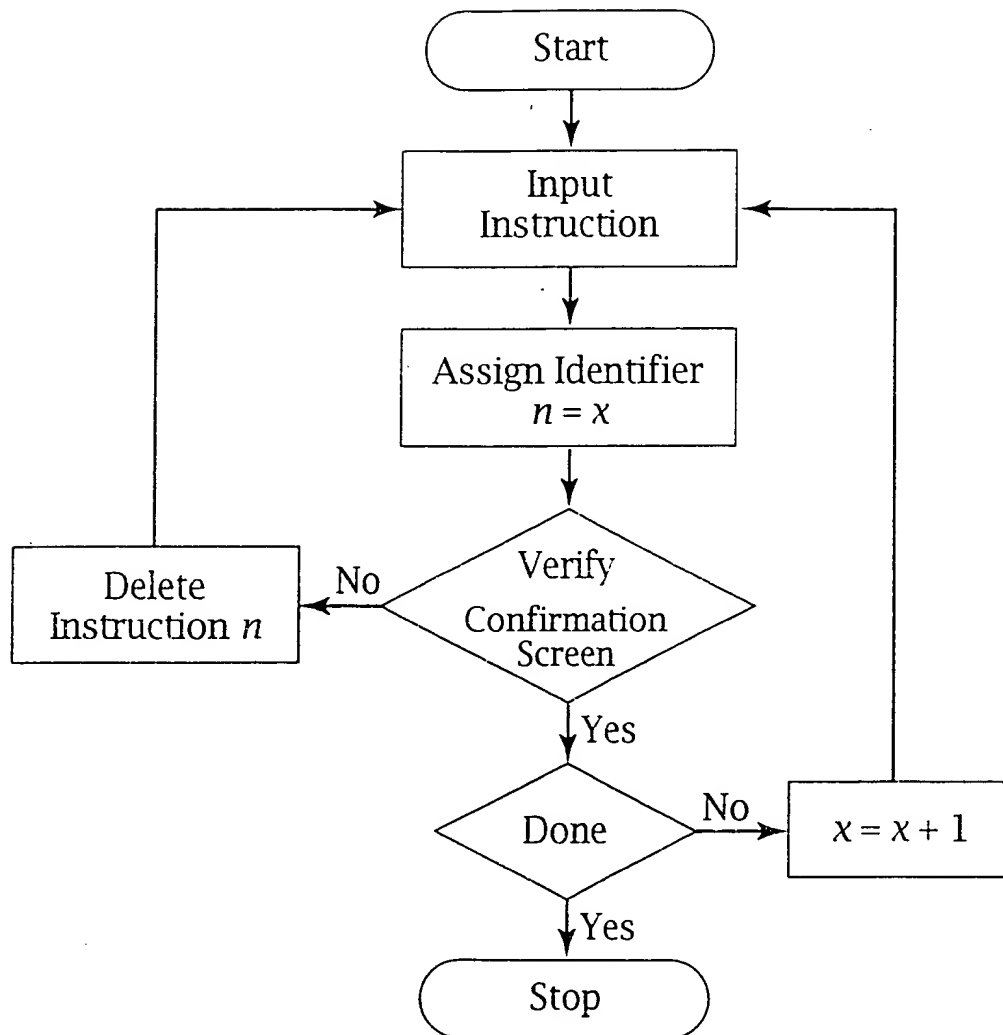 Start
Input
Instruction
Assign Identifier
n = x
Verify
Confirmation
Screen
No
Delete
Instruction n
Yes
Done
No
x = x + 1
Yes
Stop